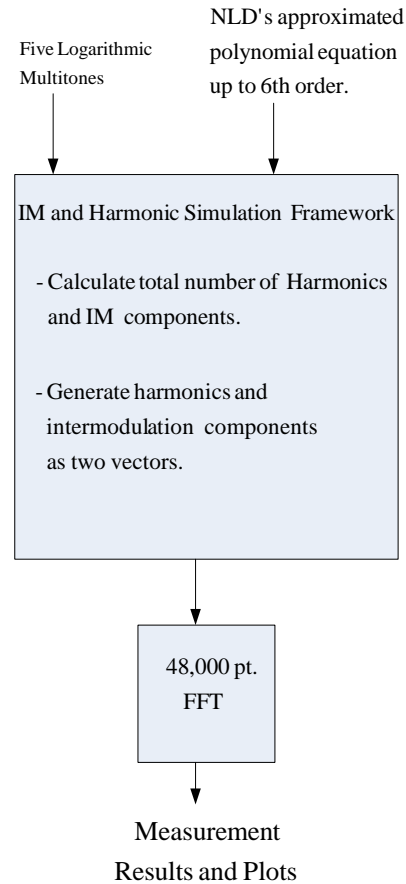 Five Logarithmic
Multitones
NLD's approximated
polynomial equation
up to 6th order.
IM and Harmonic Simulation Framework
- Calculate total number of Harmonics
and IM components.
- Generate harmonics and
intermodulation components
as two vectors.
48,000 pt.
FFT
Measurement
Results and Plots